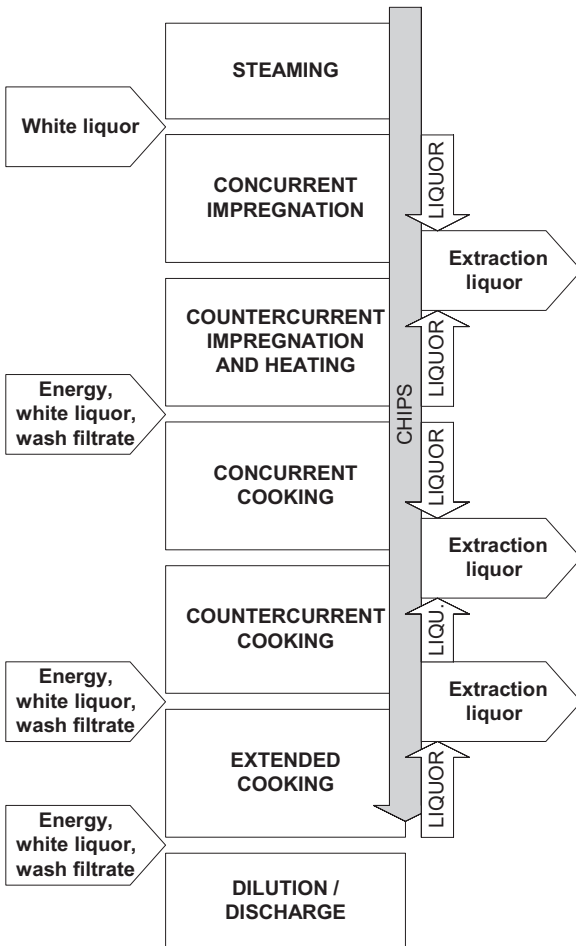 STEAMING
White liquor
CONCURRENT
IMPREGNATION
LIQUOR
Extraction
liquor
COUNTERCURRENT
IMPREGNATION
AND HEATING
LIQUOR
CHIPS
Energy,
white liquor,
wash filtrate
CONCURRENT
COOKING
LIQUOR
Extraction
liquor
COUNTERCURRENT
COOKING
LIQU.
Energy,
white liquor,
wash filtrate
Extraction
liquor
EXTENDED
COOKING
LIQUOR
Energy,
white liquor,
wash filtrate
DILUTION /
DISCHARGE